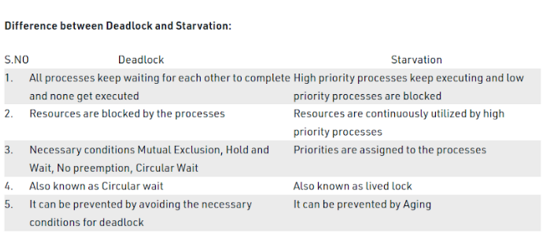 Difference between Deadlock and Starvation:
S.NO Deadlock Starvation
1. All processes keep waiting for each other to complete High priority processes keep executing and low
and none get executed priority processes are blocked
2. Resources are blocked by the processes Resources are continuously utilized by high
priority processes
3. Necessary conditions Mutual Exclusion, Hold and Priorities are assigned to the processes
Wait, No preemption, Circular Wait
4. Also known as Circular wait Also known as lived lock
5. It can be prevented by avoiding the necessary It can be prevented by Aging
conditions for deadlock